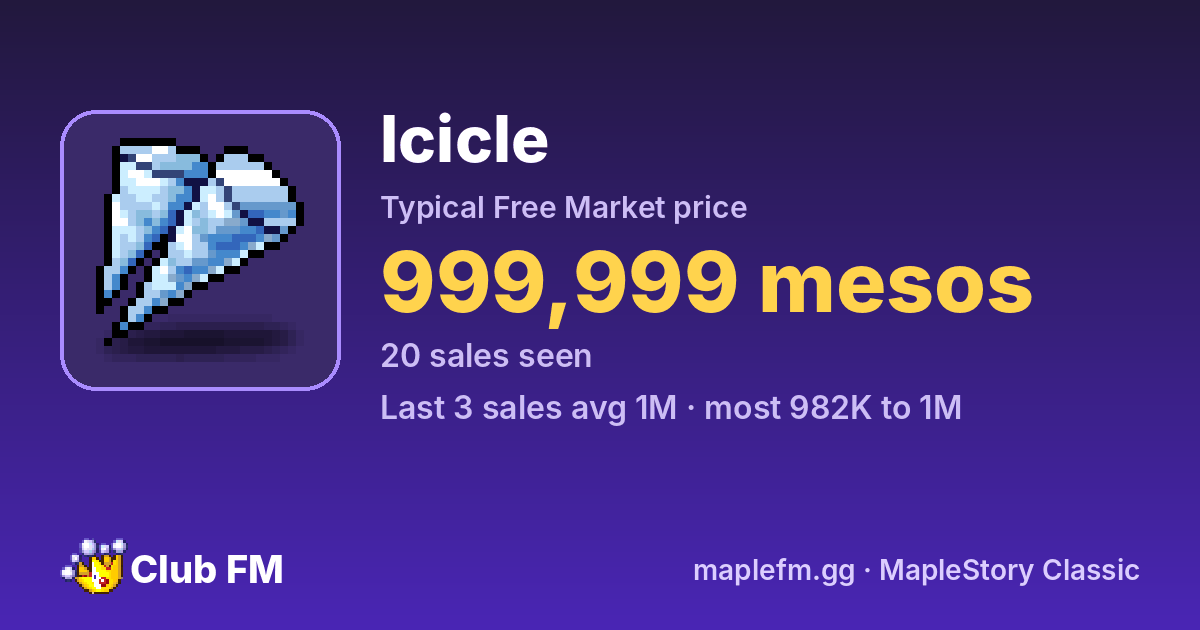 Icicle
Typical Free Market price
999,999 mesos
20 sales seen
Last 3 sales avg 1M · most 982K to 1M
Club FM
maplefm.gg · MapleStory Classic